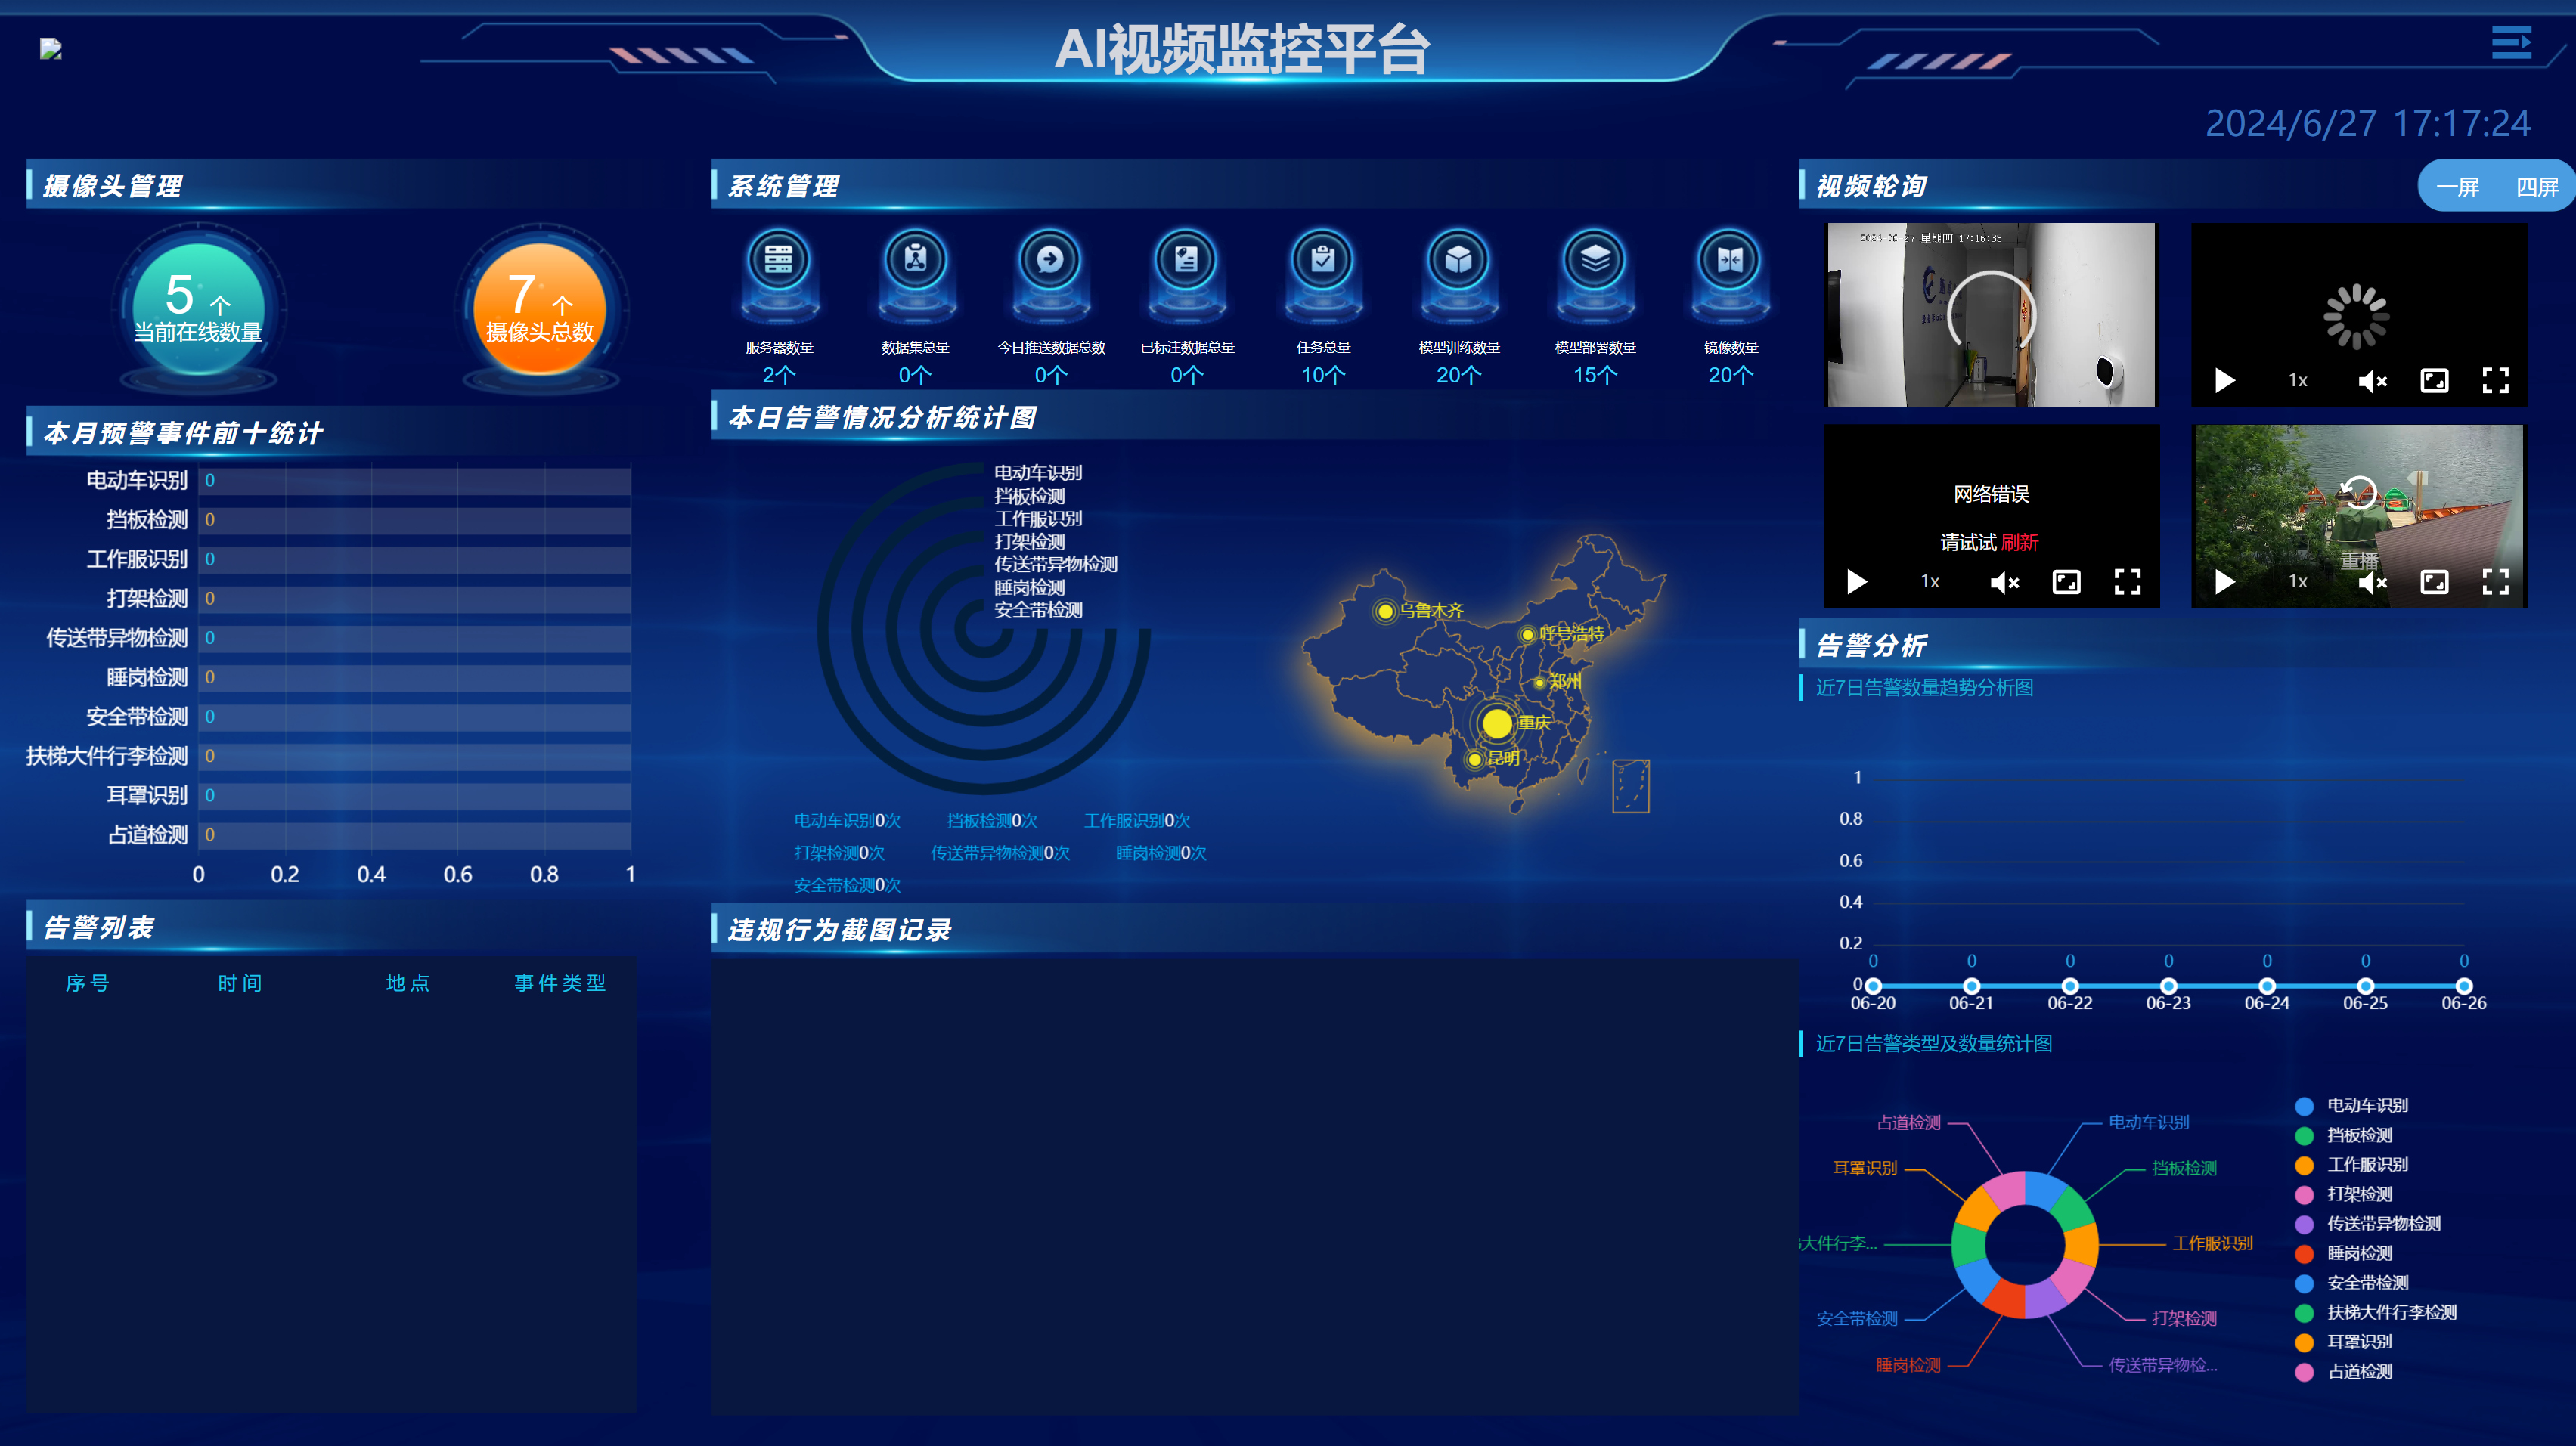 AI视频监控平台
2024/6/27 17:17:24
摄像头管理
5 个
当前在线数量
7 个
摄像头总数
本月预警事件前十统计
电动车识别 0
挡板检测 0
工作服识别 0
打架检测 0
传送带异物检测 0
睡岗检测 0
安全带检测 0
扶梯大件行李检测 0
耳罩识别 0
占道检测 0
0 0.2 0.4 0.6 0.8 1
告警列表
序号 时间 地点 事件类型
系统管理
服务器数量 数据集总量 今日推送数据总数 已标注数据总量 任务总量 模型训练数量 模型部署数量 镜像数量
2个 0个 0个 0个 10个 20个 15个 20个
本日告警情况分析统计图
电动车识别
挡板检测
工作服识别
打架检测
传送带异物检测
睡岗检测
安全带检测
乌鲁木齐
呼号浩特
郑州
重庆
昆明
电动车识别0次 挡板检测0次 工作服识别0次
打架检测0次 传送带异物检测0次 睡岗检测0次
安全带检测0次
违规行为截图记录
视频轮询
一屏 四屏
星期四 17:16:33
1x
网络错误
请试试 刷新
1x
重播
1x
告警分析
近7日告警数量趋势分析图
1
0.8
0.6
0.4
0.2
0
0 0 0 0 0 0 0
06-20 06-21 06-22 06-23 06-24 06-25 06-26
近7日告警类型及数量统计图
占道检测 电动车识别
耳罩识别 挡板检测
大件行李... 工作服识别
安全带检测 打架检测
睡岗检测 传送带异物检...
电动车识别
挡板检测
工作服识别
打架检测
传送带异物检测
睡岗检测
安全带检测
扶梯大件行李检测
耳罩识别
占道检测